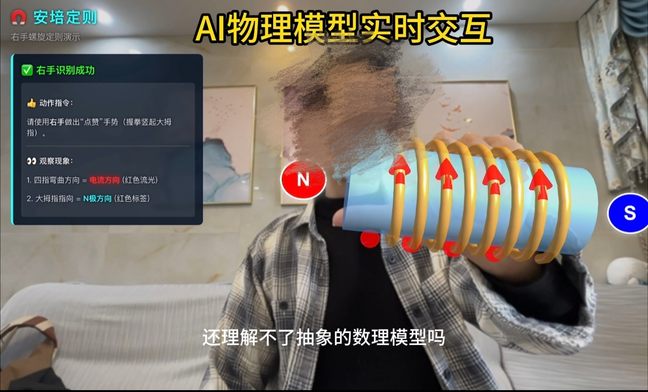 安培定则
右手螺旋定则演示
AI物理模型实时交互
✅ 右手识别成功
👍 动作指令：
请使用右手做出“点赞”手势（握拳竖起大拇
指）。
👀 观察现象：
1. 四指弯曲方向 = 电流方向 (红色流光)
2. 大拇指指向 = N极方向 (红色标签)
N
S
还理解不了抽象的数理模型吗